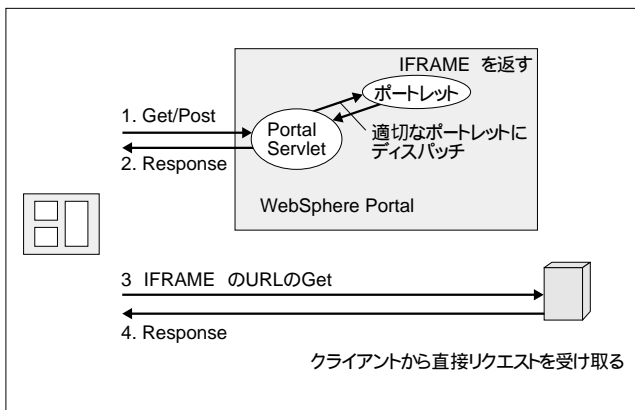 IFRAME を返す
ポートレット
1. Get/Post
Portal
Servlet
適切なポートレットに
ディスパッチ
2. Response
WebSphere Portal
3 IFRAME のURLのGet
4. Response
クライアントから直接リクエストを受け取る